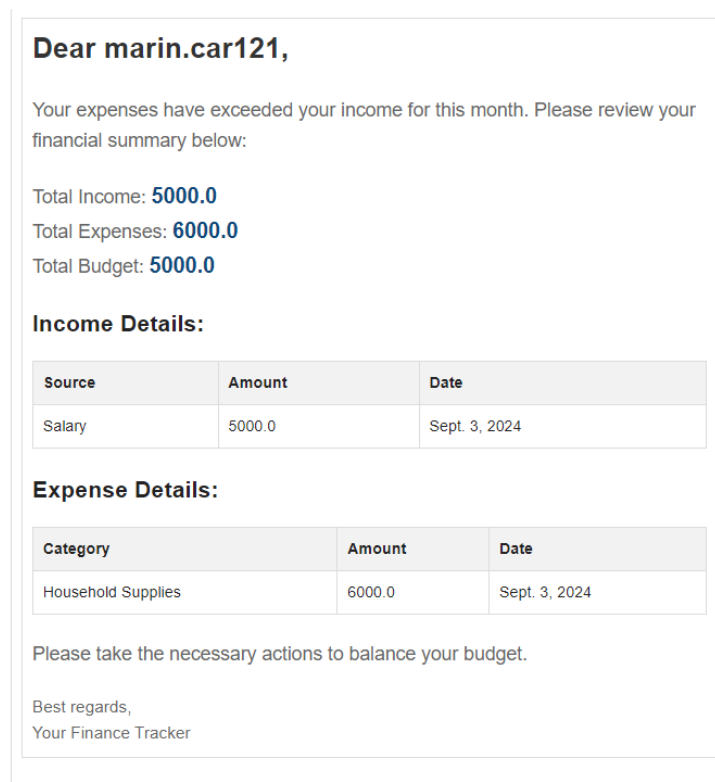 Dear marin.car121,
Your expenses have exceeded your income for this month. Please review your
financial summary below:
Total Income: 5000.0
Total Expenses: 6000.0
Total Budget: 5000.0
Income Details:
Source Amount Date
Salary 5000.0 Sept. 3, 2024
Expense Details:
Category Amount Date
Household Supplies 6000.0 Sept. 3, 2024
Please take the necessary actions to balance your budget.
Best regards,
Your Finance Tracker